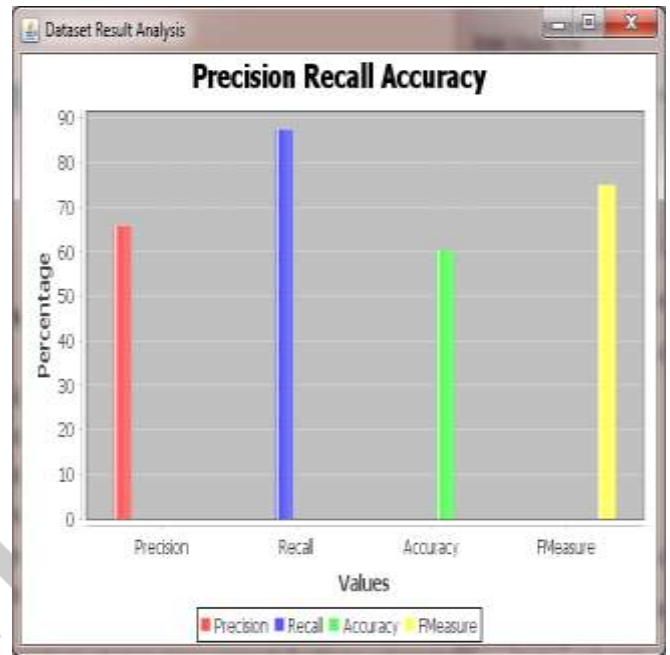 Dataset Result Analysis
Precision Recall Accuracy
90
80
70
60
50
40
30
20
10
0
Percentage
Precision Recall Accuracy FMeasure
Values
Precision Recall Accuracy FMeasure